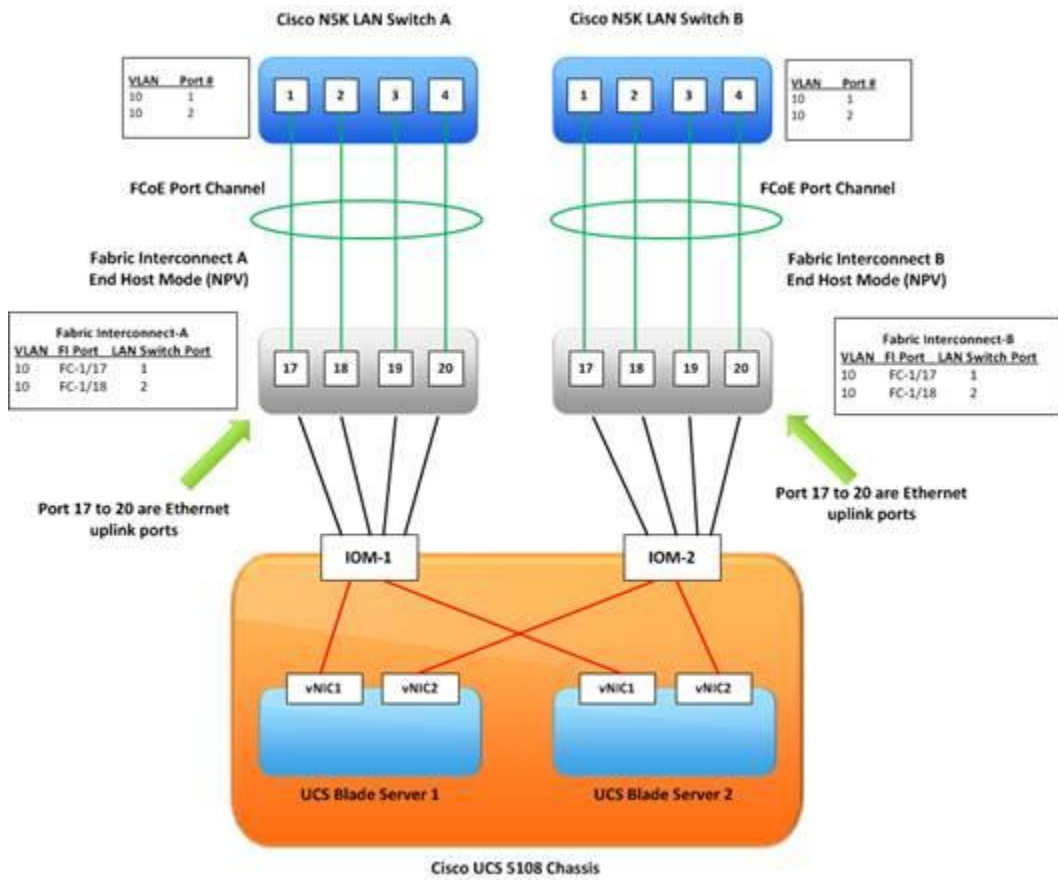 Cisco N5K LAN Switch A
Cisco N5K LAN Switch B
VLAN Port #
10 1
10 2
1 2 3 4
1 2 3 4
VLAN Port #
10 1
10 2
FCoE Port Channel
FCoE Port Channel
Fabric Interconnect A
End Host Mode (NPV)
Fabric Interconnect B
End Host Mode (NPV)
Fabric Interconnect-A
VLAN FI Port LAN Switch Port
10 FC-1/17 1
10 FC-1/18 2
17 18 19 20
17 18 19 20
Fabric Interconnect-B
VLAN FI Port LAN Switch Port
10 FC-1/17 1
10 FC-1/18 2
Port 17 to 20 are Ethernet
uplink ports
Port 17 to 20 are Ethernet
uplink ports
IOM-1
IOM-2
vNIC1
vNIC2
vNIC1
vNIC2
UCS Blade Server 1
UCS Blade Server 2
Cisco UCS 5108 Chassis